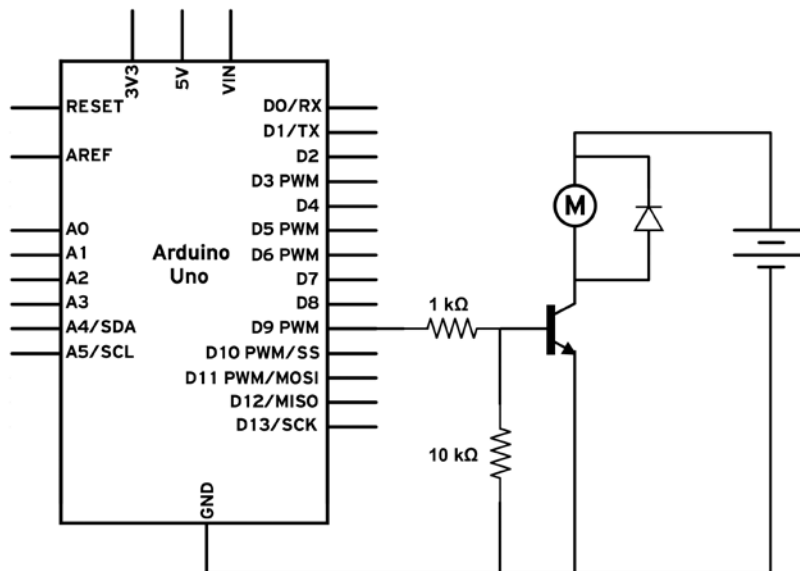 3V3
5V
VIN
RESET
AREF
A0
A1
A2
A3
A4/SDA
A5/SCL
Arduino
Uno
D0/RX
D1/TX
D2
D3 PWM
D4
D5 PWM
D6 PWM
D7
D8
D9 PWM
D10 PWM/SS
D11 PWM/MOSI
D12/MISO
D13/SCK
GND
1 kΩ
10 kΩ
M